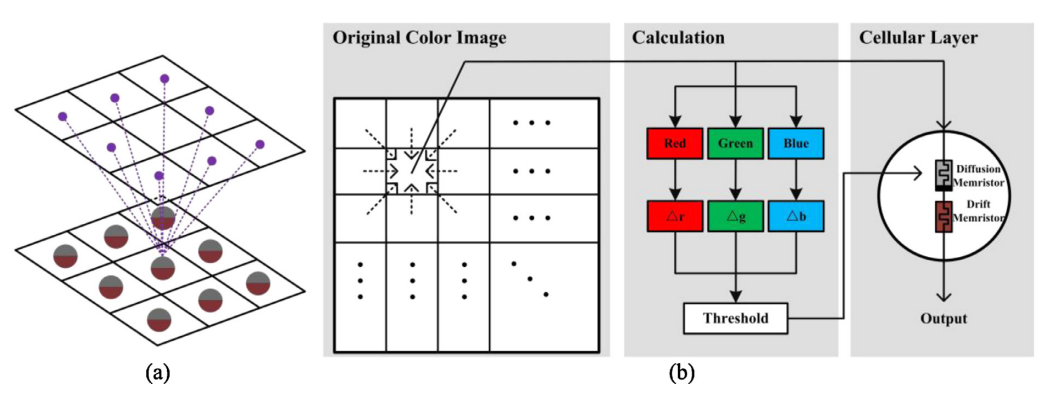 Original Color Image
Calculation
Cellular Layer
• • •
Red
Green
Blue
Diffusion
Memristor
• • •
△r
△g
△b
Drift
Memristor
• • •
Threshold
Output
(a)
(b)